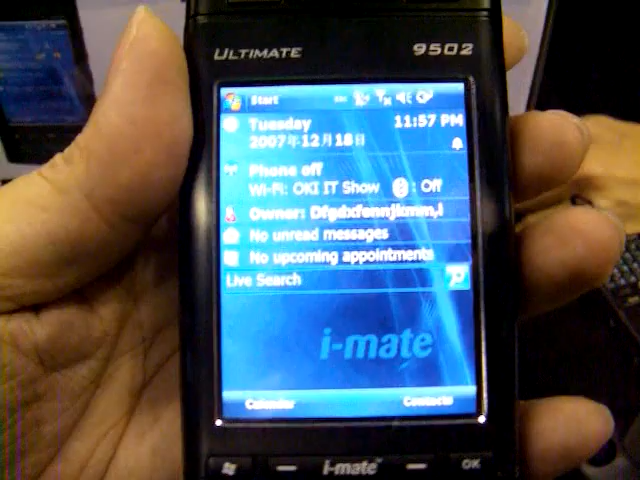 ULTIMATE 9502
Start
Tuesday 11:57 PM
2007年12月18日
Phone off
Wi-Fi: OKI IT Show : Off
Owner:
No unread messages
No upcoming appointments
Live Search
i-mate
Calendar Contacts
i-mate OK